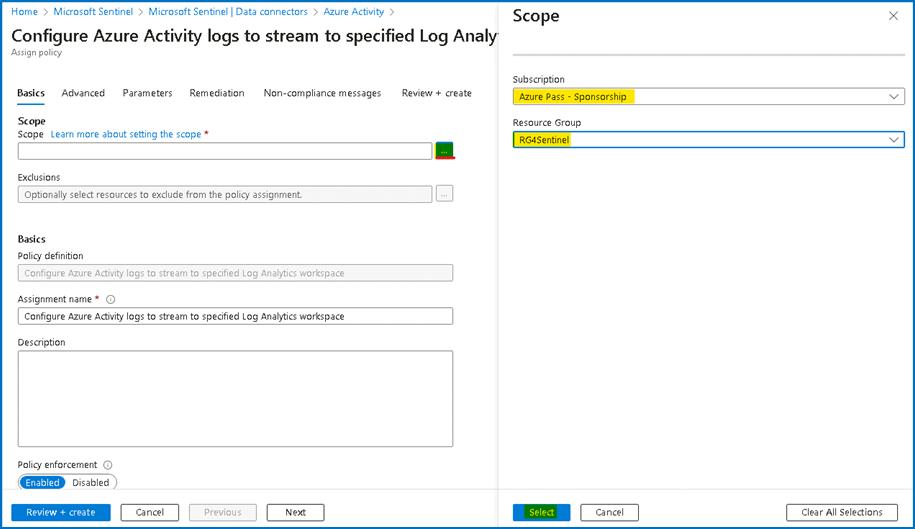 Home > Microsoft Sentinel > Microsoft Sentinel | Data connectors > Azure Activity >
Configure Azure Activity logs to stream to specified Log Analy
Assign policy
Basics Advanced Parameters Remediation Non-compliance messages Review + create
Scope
Scope Learn more about setting the scope *
...
Exclusions
Optionally select resources to exclude from the policy assignment.
...
Basics
Policy definition
Configure Azure Activity logs to stream to specified Log Analytics workspace
Assignment name *
Configure Azure Activity logs to stream to specified Log Analytics workspace
Description
Policy enforcement
Enabled Disabled
Review + create Cancel Previous Next
Scope
Subscription
Azure Pass - Sponsorship
Resource Group
RG4Sentinel
Select Cancel Clear All Selections